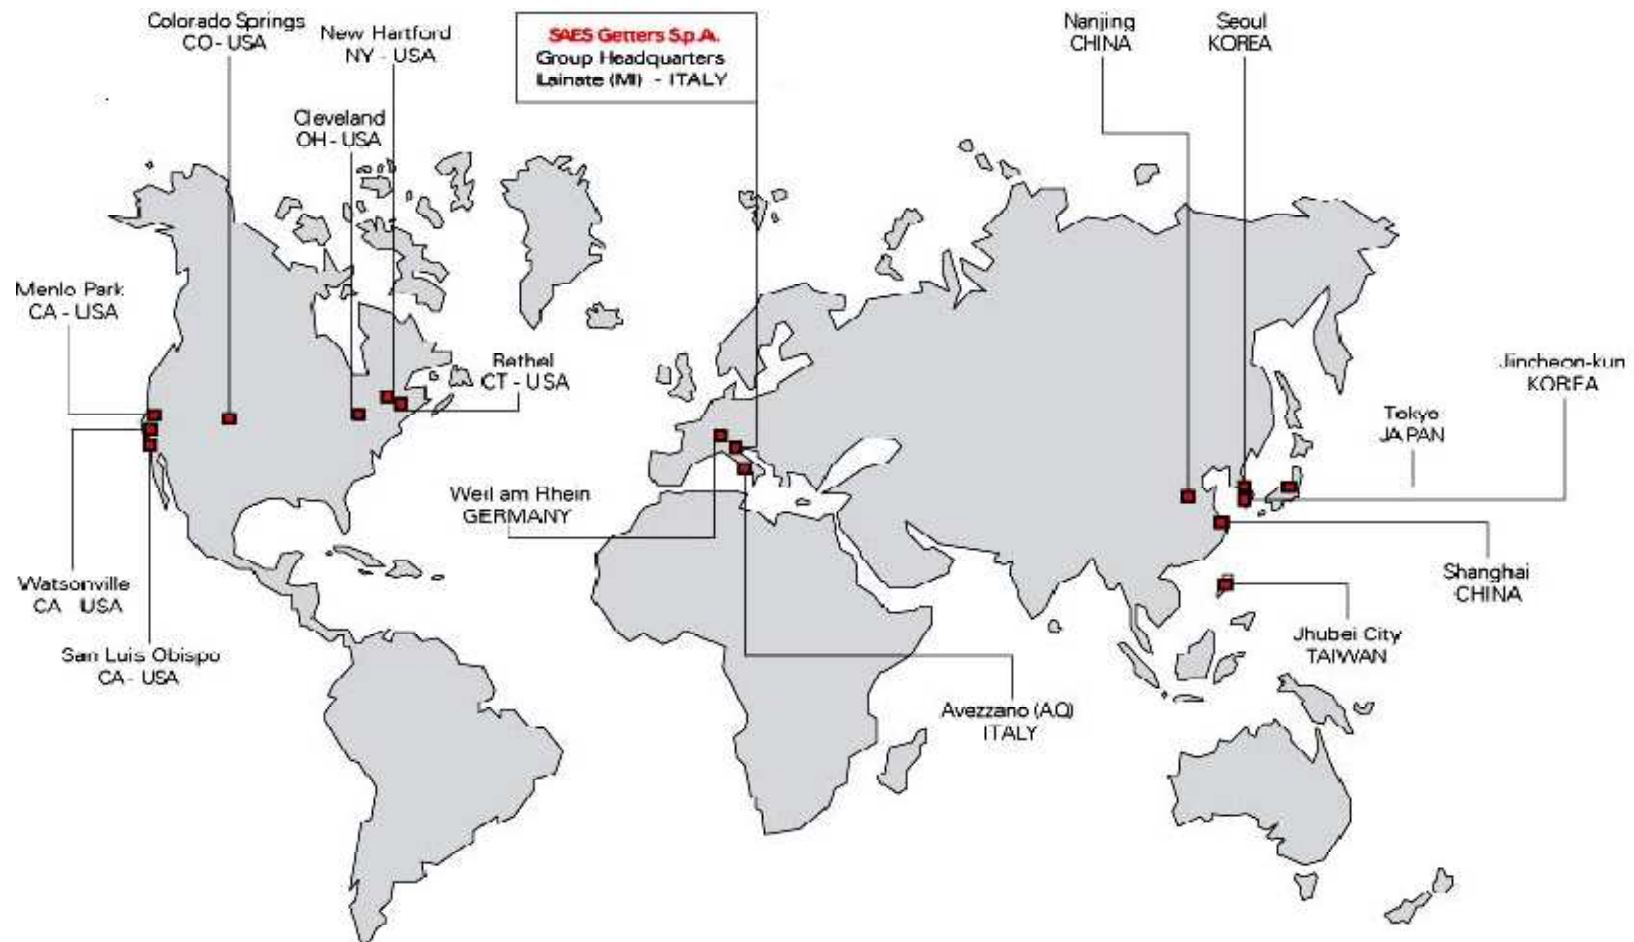 Colorado Springs
CO - USA
New Hartford
NY - USA
SAES Getters S.p.A.
Group Headquarters
Lainate (MI) - ITALY
Nanjing
CHINA
Seoul
KOREA
Cleveland
OH - USA
Menlo Park
CA - USA
Bethel
CT - USA
Jincheon-kun
KOREA
Tokyo
JAPAN
Weil am Rhein
GERMANY
Shanghai
CHINA
Watsonville
CA USA
Jhubei City
TAIWAN
San Luis Obispo
CA - USA
Avezzano (AQ)
ITALY